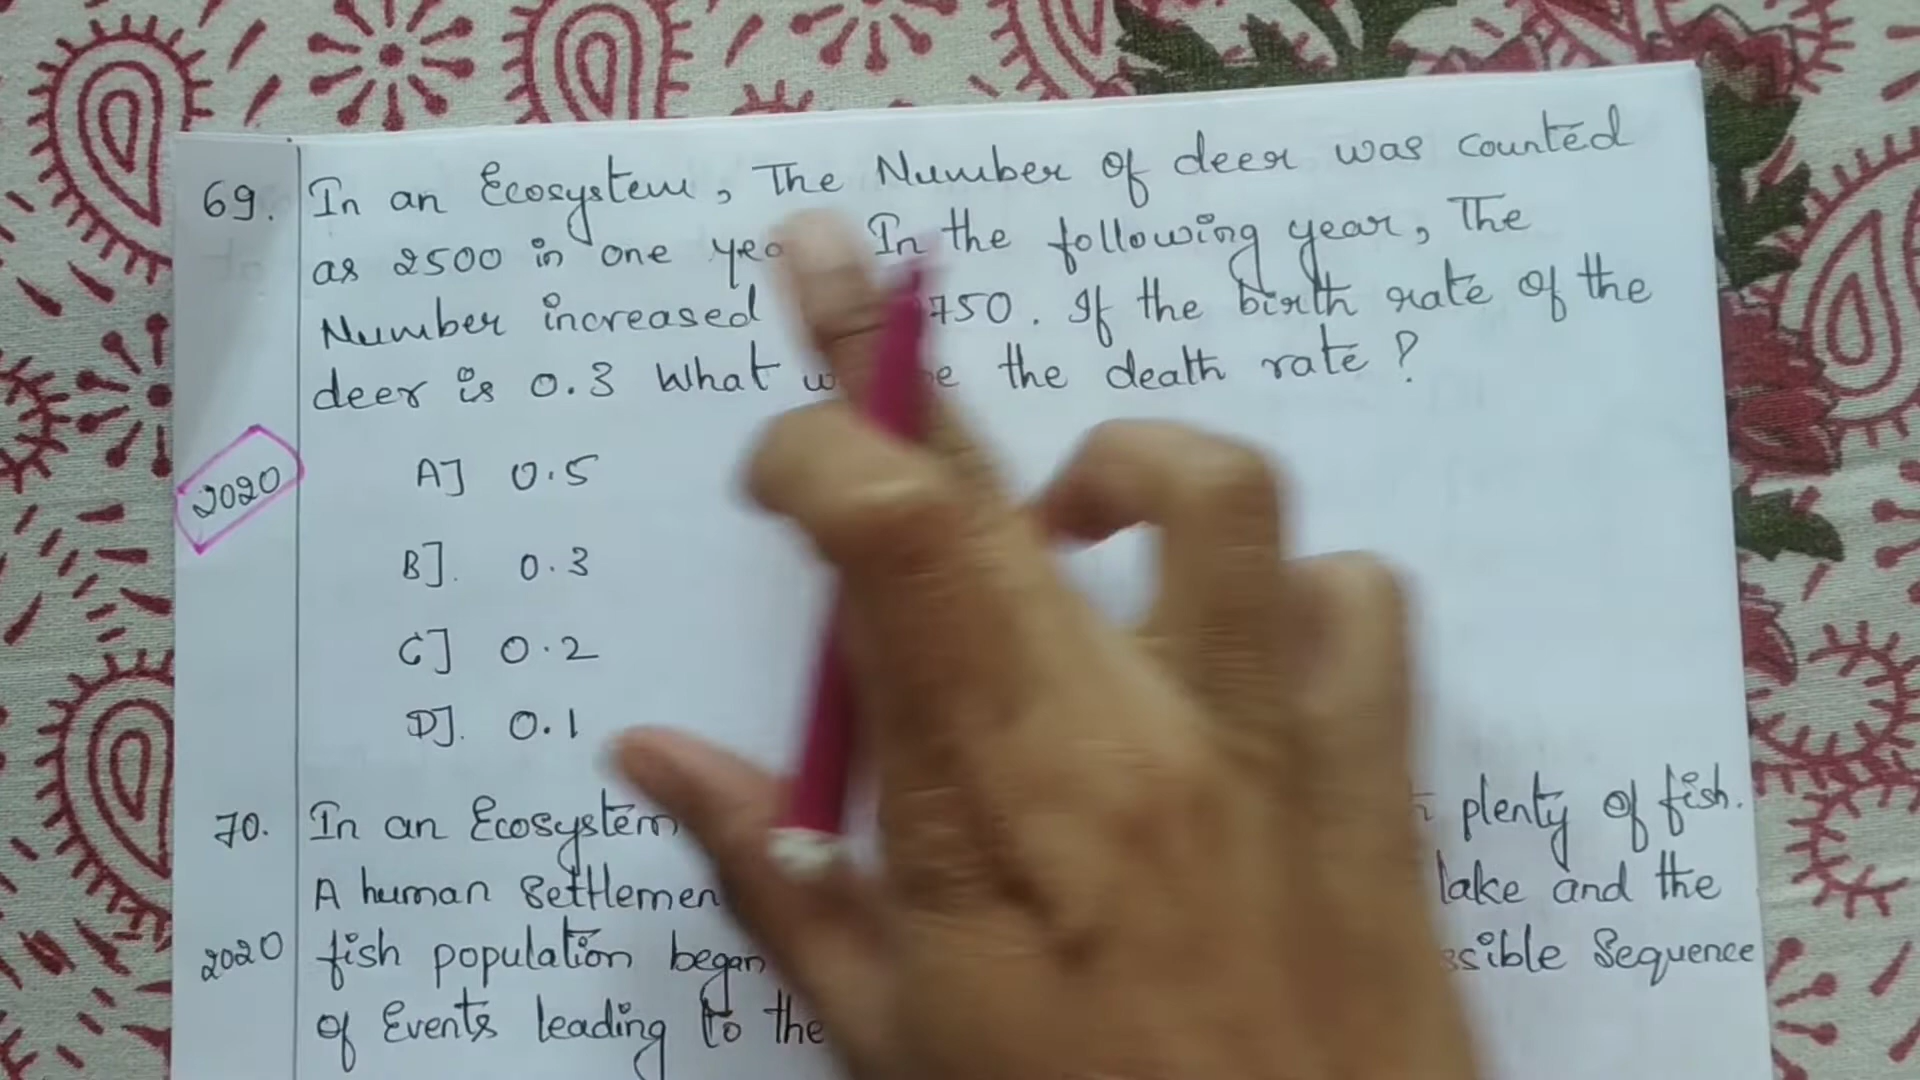 69. In an Ecosystem, The Number of deer was counted
as 2500 in one In the following year, The
Number increased 750. If the birth rate of the
deer is 0.3 What the death rate ?
2020
A] 0.5
B]. 0.3
C] 0.2
D]. 0.1
70. In an Ecosystem plenty of fish.
A human lake and the
2020 fish population began Sequence
of Events leading to the